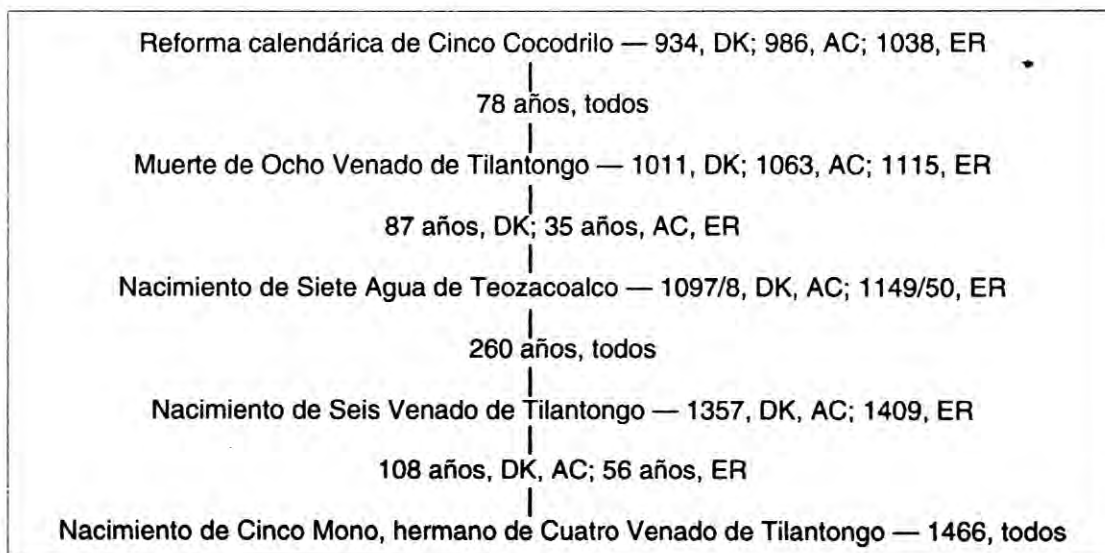 Reforma calendárica de Cinco Cocodrilo — 934, DK; 986, AC; 1038, ER
78 años, todos
Muerte de Ocho Venado de Tilantongo — 1011, DK; 1063, AC; 1115, ER
87 años, DK; 35 años, AC, ER
Nacimiento de Siete Agua de Teozacoalco — 1097/8, DK, AC; 1149/50, ER
260 años, todos
Nacimiento de Seis Venado de Tilantongo — 1357, DK, AC; 1409, ER
108 años, DK, AC; 56 años, ER
Nacimiento de Cinco Mono, hermano de Cuatro Venado de Tilantongo — 1466, todos